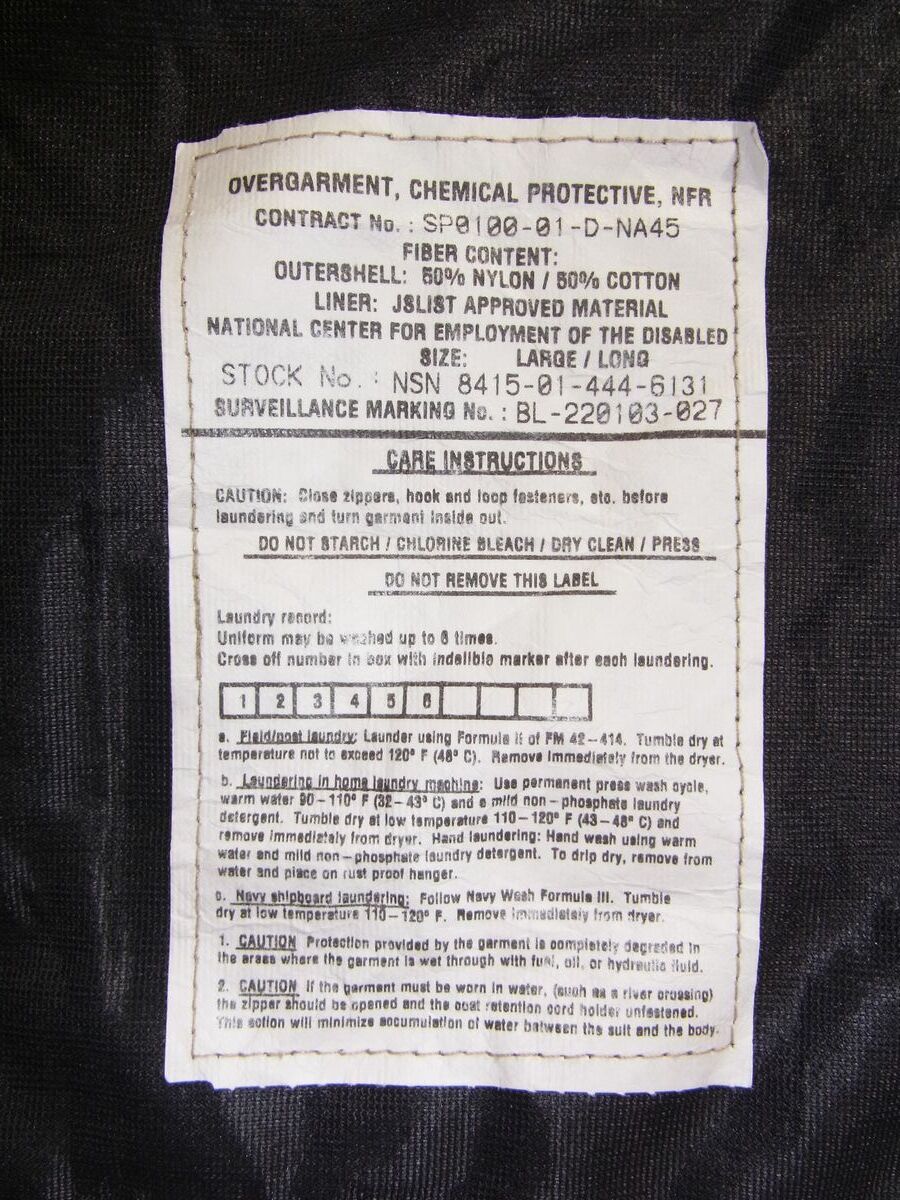 OVERGARMENT, CHEMICAL PROTECTIVE, NFR
CONTRACT No.: SP0100-01-D-NA45
FIBER CONTENT:
OUTERSHELL: 50% NYLON / 50% COTTON
LINER: JSLIST APPROVED MATERIAL
NATIONAL CENTER FOR EMPLOYMENT OF THE DISABLED
SIZE: LARGE / LONG
STOCK No.: NSN 8415-01-444-6131
SURVEILLANCE MARKING No.: BL-220103-027
CARE INSTRUCTIONS
CAUTION: Close zippers, hook and loop fasteners, etc. before
laundering and turn garment inside out.
DO NOT STARCH / CHLORINE BLEACH / DRY CLEAN / PRESS
DO NOT REMOVE THIS LABEL
Laundry record:
Uniform may be washed up to 6 times.
Cross off number in box with indelible marker after each laundering.
1 2 3 4 5 6
a. Field/post laundry: Launder using Formula II of FM 42-414. Tumble dry at
temperature not to exceed 120° F (48° C). Remove immediately from the dryer.
b. Laundering in home laundry machine: Use permanent press wash cycle,
warm water 90-110° F (32-43° C) and a mild non-phosphate laundry
detergent. Tumble dry at low temperature 110-120° F (43-48° C) and
remove immediately from dryer. Hand laundering: Hand wash using warm
water and mild non-phosphate laundry detergent. To drip dry, remove from
water and place on rust proof hanger.
c. Navy shipboard laundering: Follow Navy Wash Formula III. Tumble
dry at low temperature 110-120° F. Remove immediately from dryer.
1. CAUTION Protection provided by the garment is completely degraded in
the areas where the garment is wet through with fuel, oil, or hydraulic fluid.
2. CAUTION If the garment must be worn in water, (such as a river crossing)
the zipper should be opened and the coat retention cord holder unfastened.
This action will minimize accumulation of water between the suit and the body.